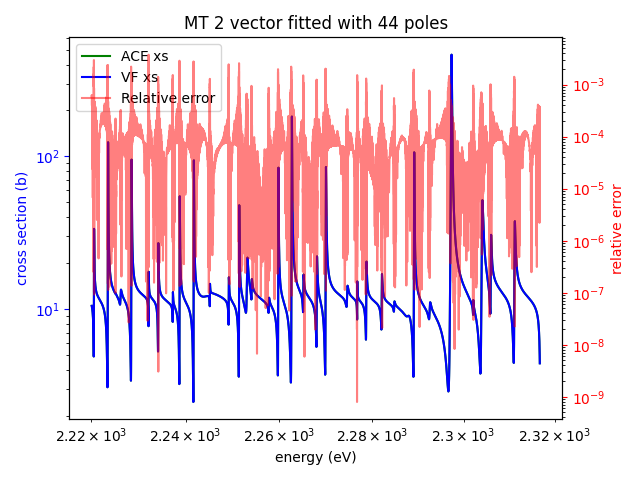 MT 2 vector fitted with 44 poles
ACE xs
VF xs
Relative error
cross section (b)
10²
10¹
relative error
10⁻³
10⁻⁴
10⁻⁵
10⁻⁶
10⁻⁷
10⁻⁸
10⁻⁹
2.22 × 10³ 2.24 × 10³ 2.26 × 10³ 2.28 × 10³ 2.3 × 10³ 2.32 × 10³
energy (eV)